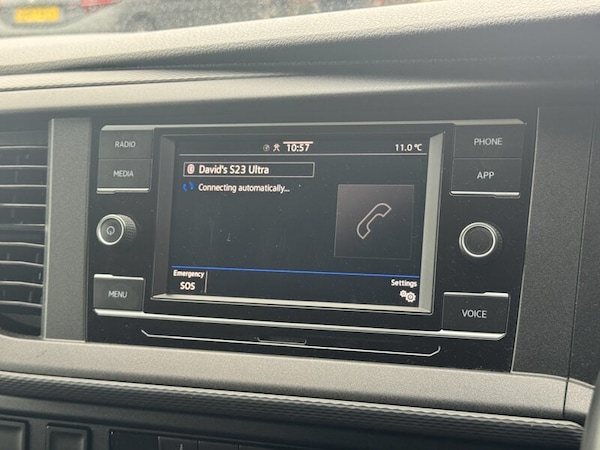 RADIO
MEDIA
MENU
10:57
11.0 °C
David's S23 Ultra
Connecting automatically...
Emergency
SOS
Settings
PHONE
APP
VOICE